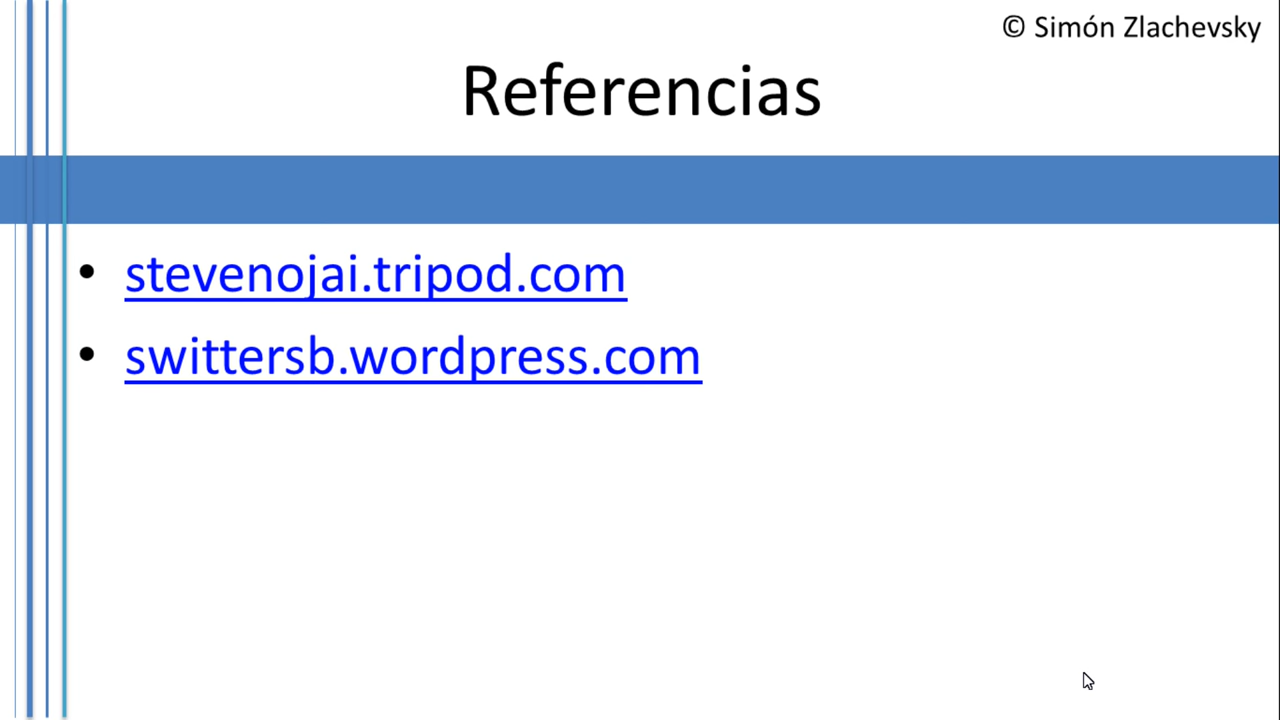 © Simón Zlachevsky
Referencias
• stevenojai.tripod.com
• swittersb.wordpress.com